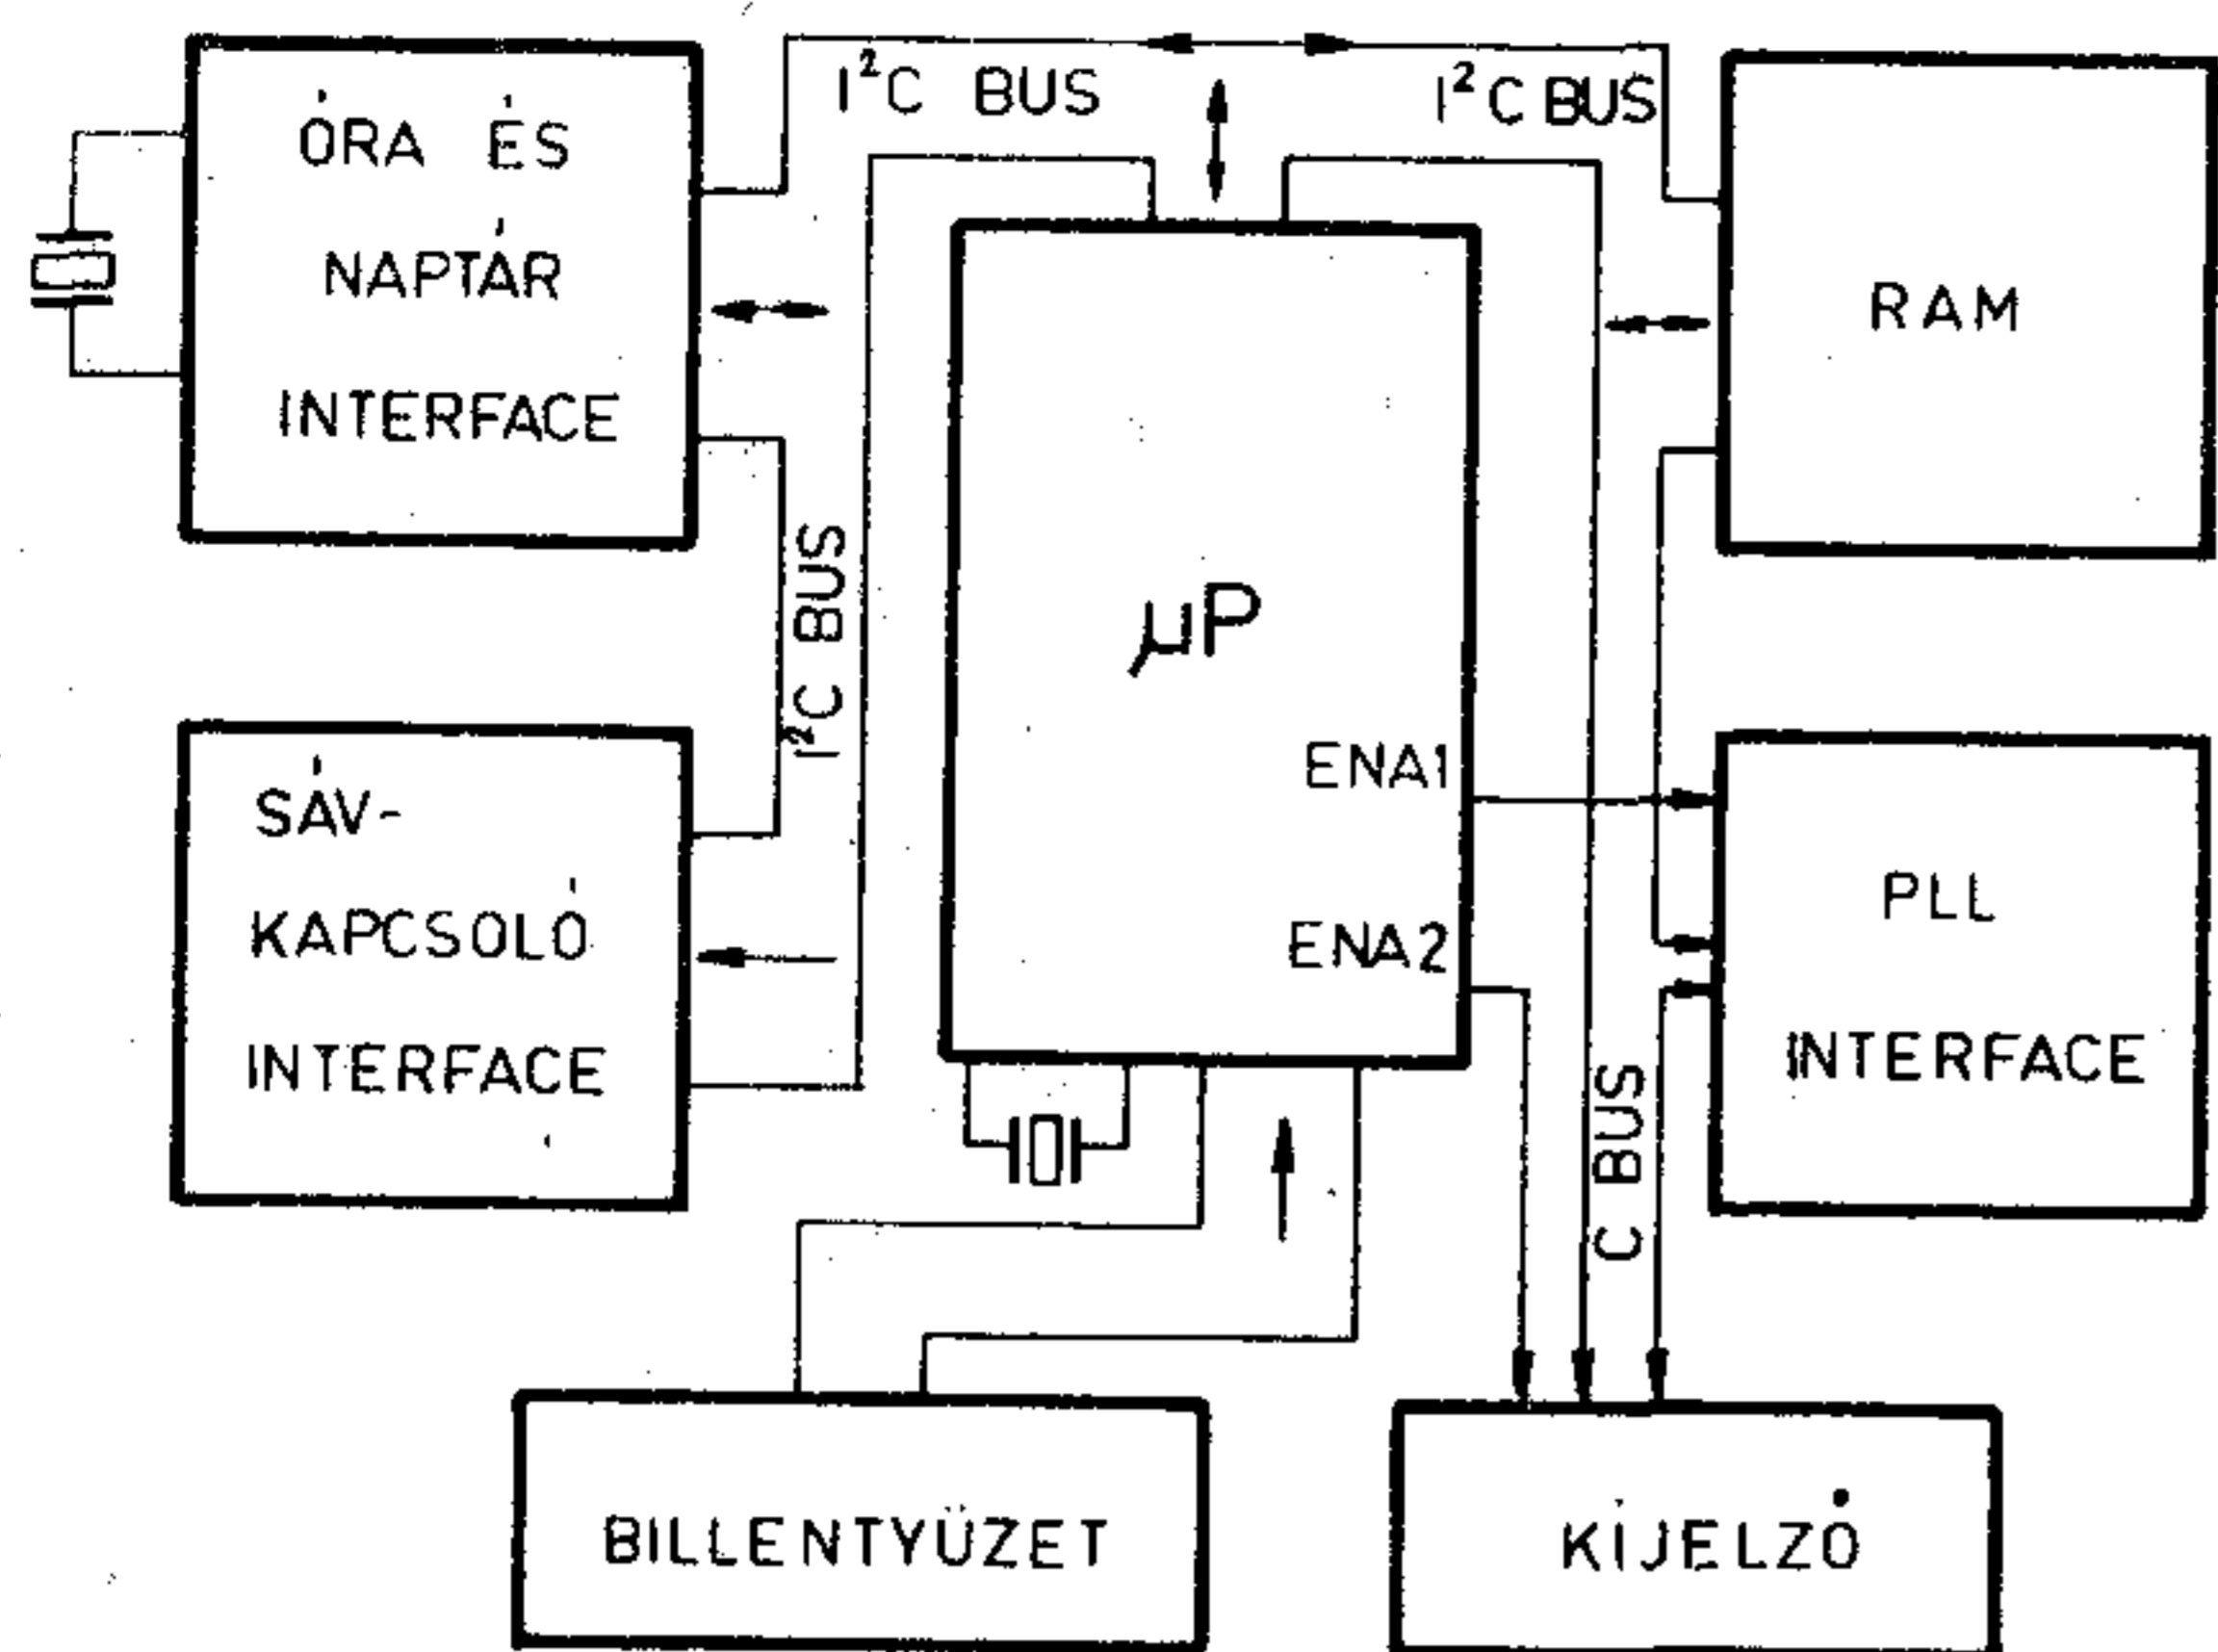 ÓRA ÉS
NAPTÁR
INTERFACE
I²C BUS
I²C BUS
RAM
I²C BUS
µP
ENA1
ENA2
SÁV-
KAPCSOLÓ
INTERFACE
PLL
INTERFACE
C BUS
BILLENTYÜZET
KIJELZŐ